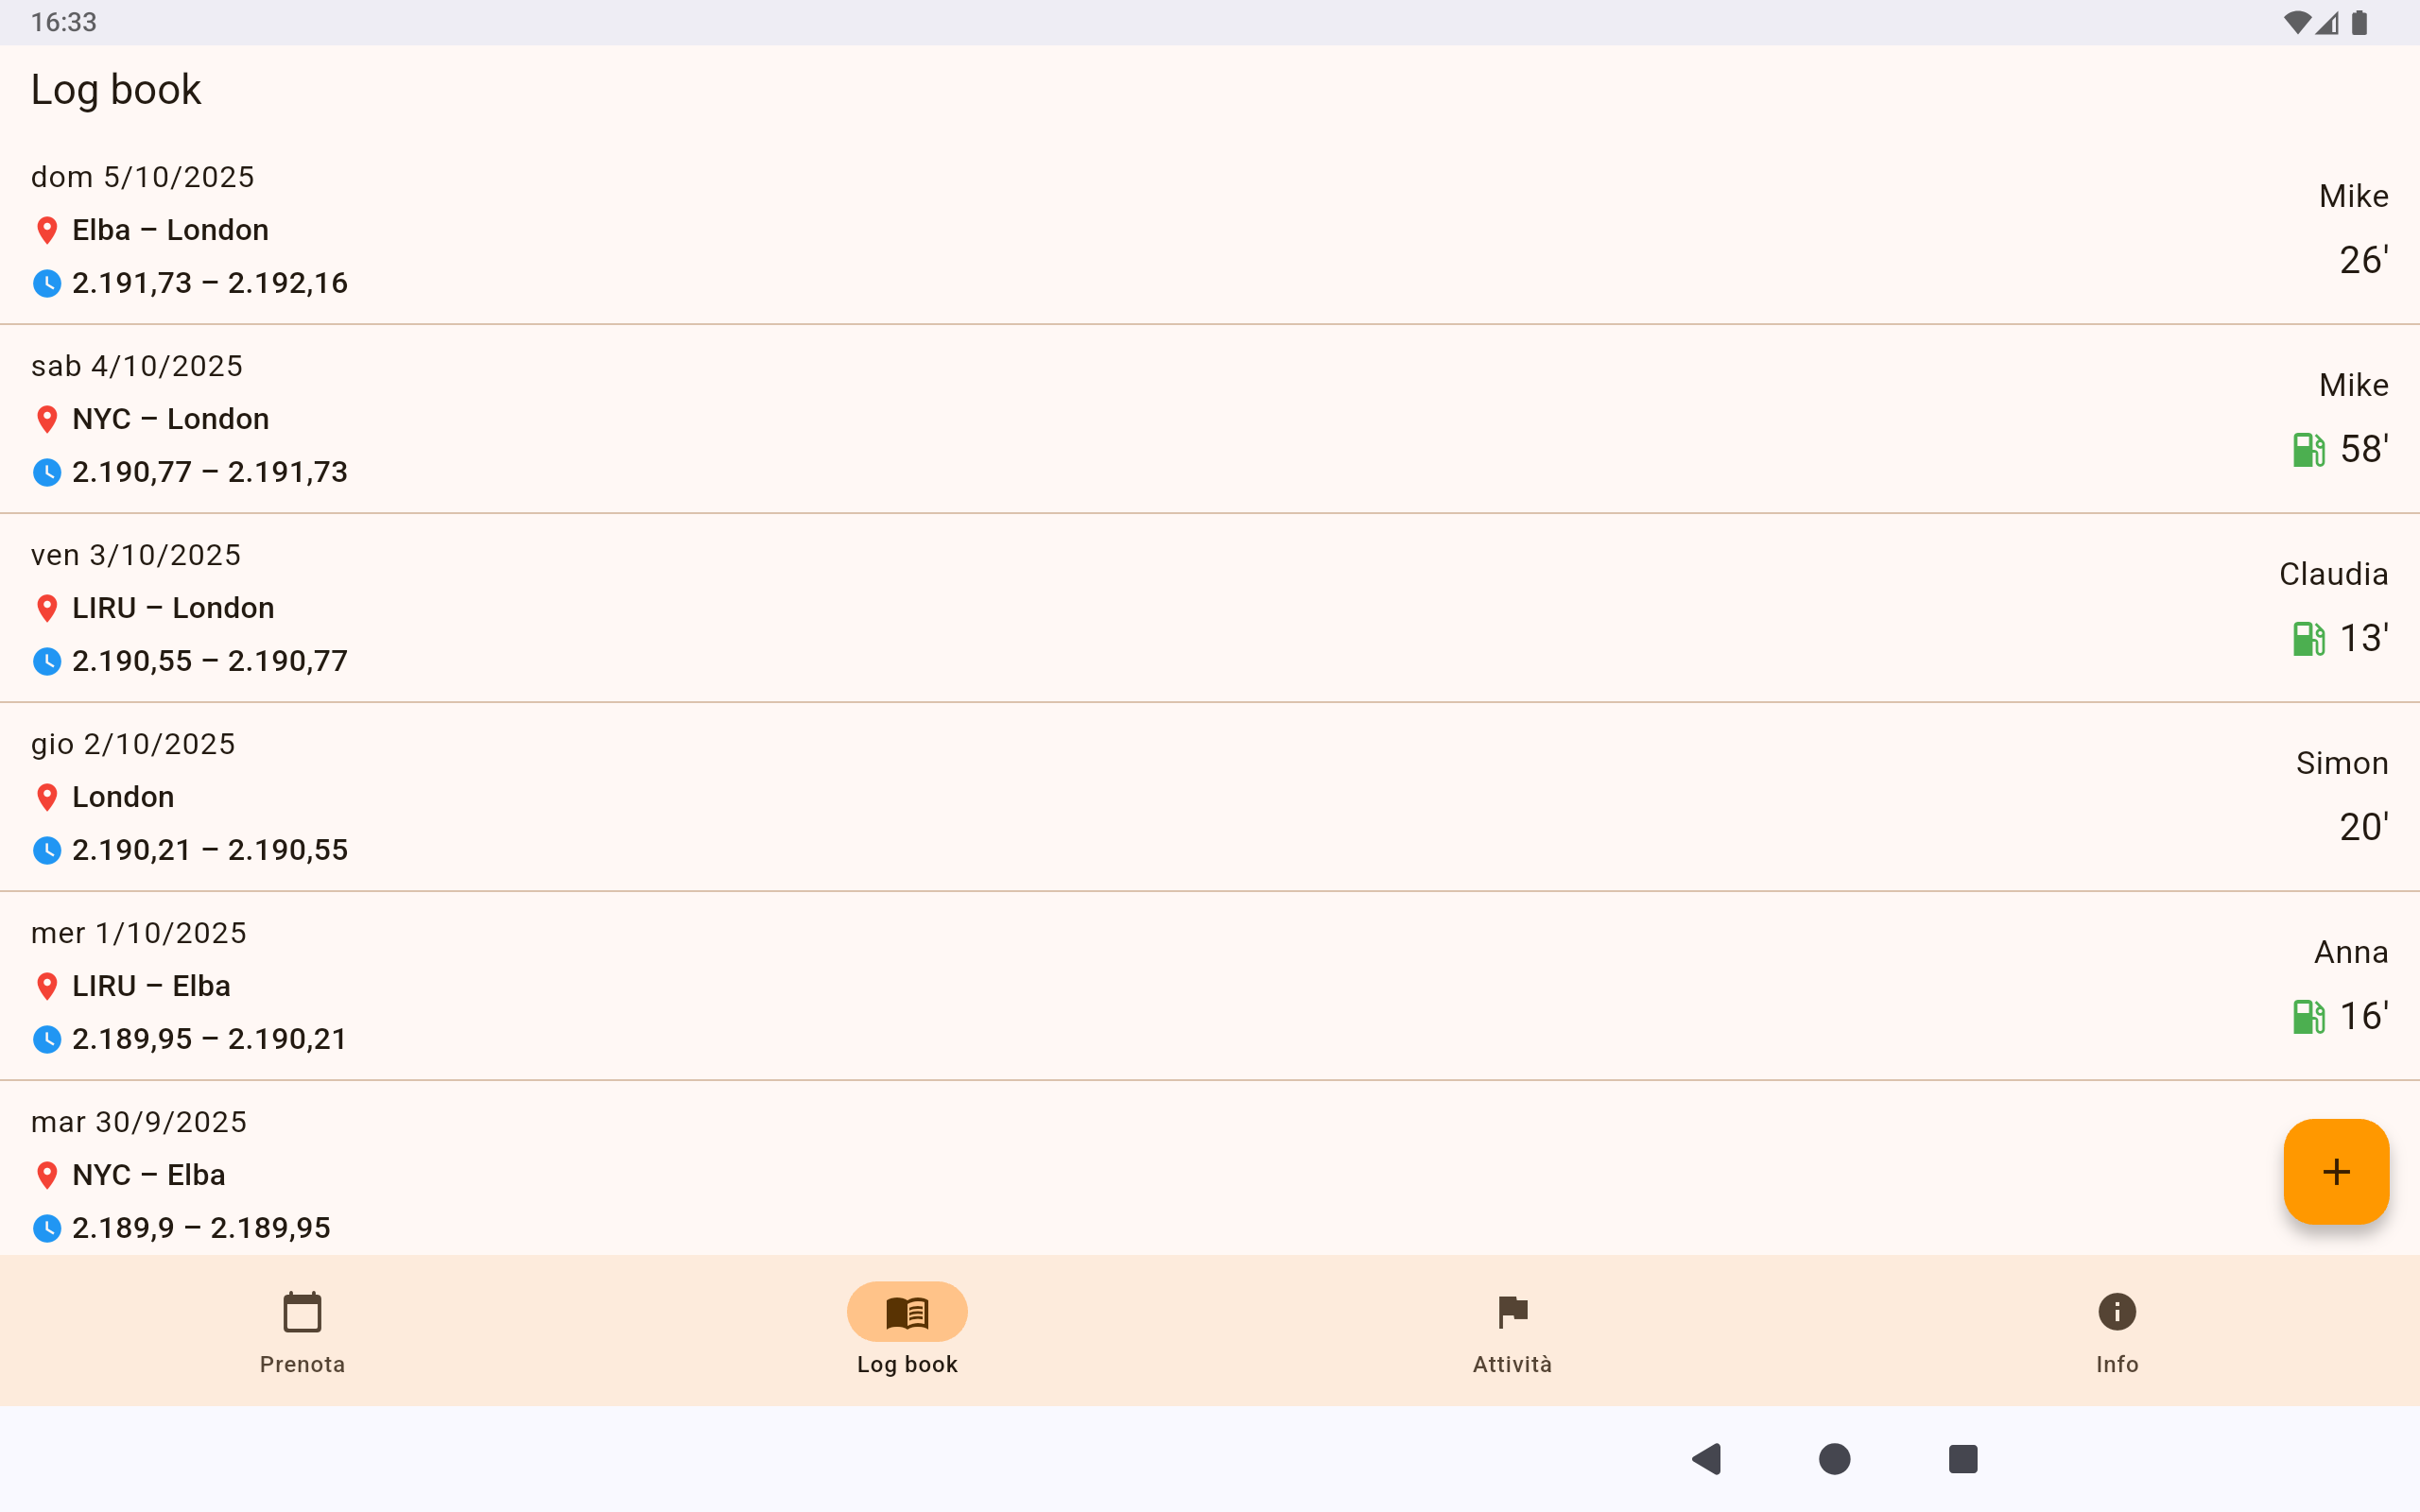 16:33
Log book
dom 5/10/2025
Mike
Elba – London
26'
2.191,73 – 2.192,16
sab 4/10/2025
Mike
NYC – London
58'
2.190,77 – 2.191,73
ven 3/10/2025
Claudia
LIRU – London
13'
2.190,55 – 2.190,77
gio 2/10/2025
Simon
London
20'
2.190,21 – 2.190,55
mer 1/10/2025
Anna
LIRU – Elba
16'
2.189,95 – 2.190,21
mar 30/9/2025
NYC – Elba
2.189,9 – 2.189,95
Prenota
Log book
Attività
Info